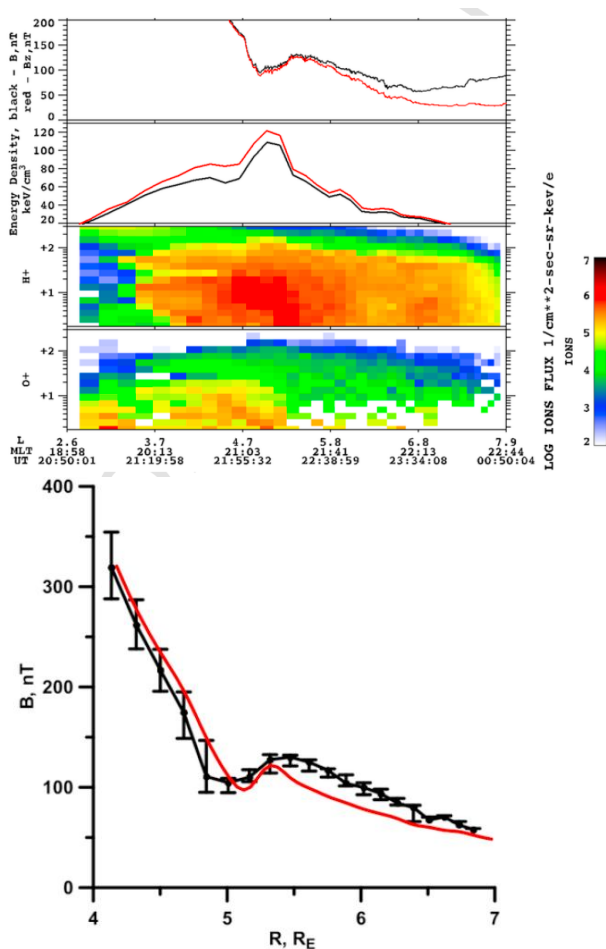 black - B,nT
red - Bz,nT
200
150
100
50
0
Energy Density,
keV/cm³
120
100
80
60
40
20
H+
+2
+1
O+
+2
+1
L 2.6 3.7 4.7 5.8 6.8 7.9
MLT 18:58 20:13 21:03 21:41 22:13 22:44
UT 20:50:01 21:19:58 21:55:32 22:38:59 23:34:08 00:50:04
LOG IONS FLUX 1/cm**2-sec-sr-kev/e
IONS
7
6
5
4
3
2
B, nT
400
300
200
100
0
4 5 6 7
R, RE